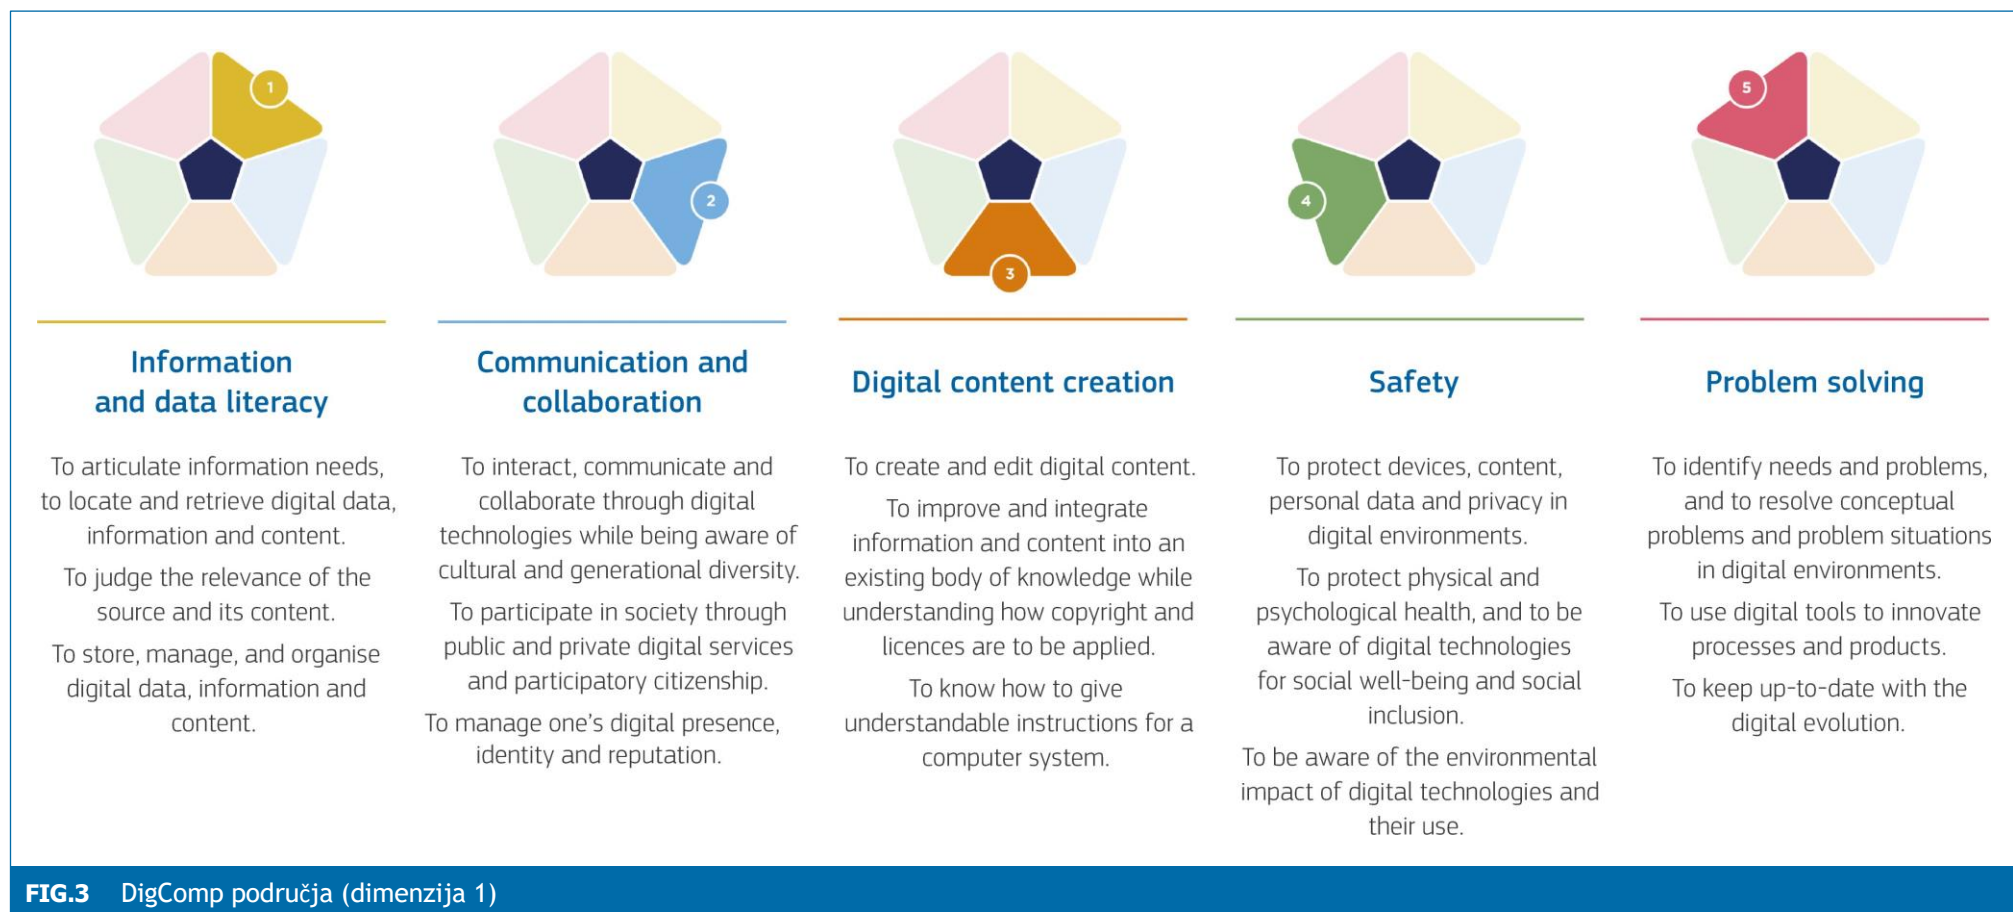 1
Information
and data literacy
To articulate information needs,
to locate and retrieve digital data,
information and content.
To judge the relevance of the
source and its content.
To store, manage, and organise
digital data, information and
content.
2
Communication and
collaboration
To interact, communicate and
collaborate through digital
technologies while being aware of
cultural and generational diversity.
To participate in society through
public and private digital services
and participatory citizenship.
To manage one's digital presence,
identity and reputation.
3
Digital content creation
To create and edit digital content.
To improve and integrate
information and content into an
existing body of knowledge while
understanding how copyright and
licences are to be applied.
To know how to give
understandable instructions for a
computer system.
4
Safety
To protect devices, content,
personal data and privacy in
digital environments.
To protect physical and
psychological health, and to be
aware of digital technologies
for social well-being and social
inclusion.
To be aware of the environmental
impact of digital technologies and
their use.
5
Problem solving
To identify needs and problems,
and to resolve conceptual
problems and problem situations
in digital environments.
To use digital tools to innovate
processes and products.
To keep up-to-date with the
digital evolution.
FIG.3 DigComp područja (dimenzija 1)